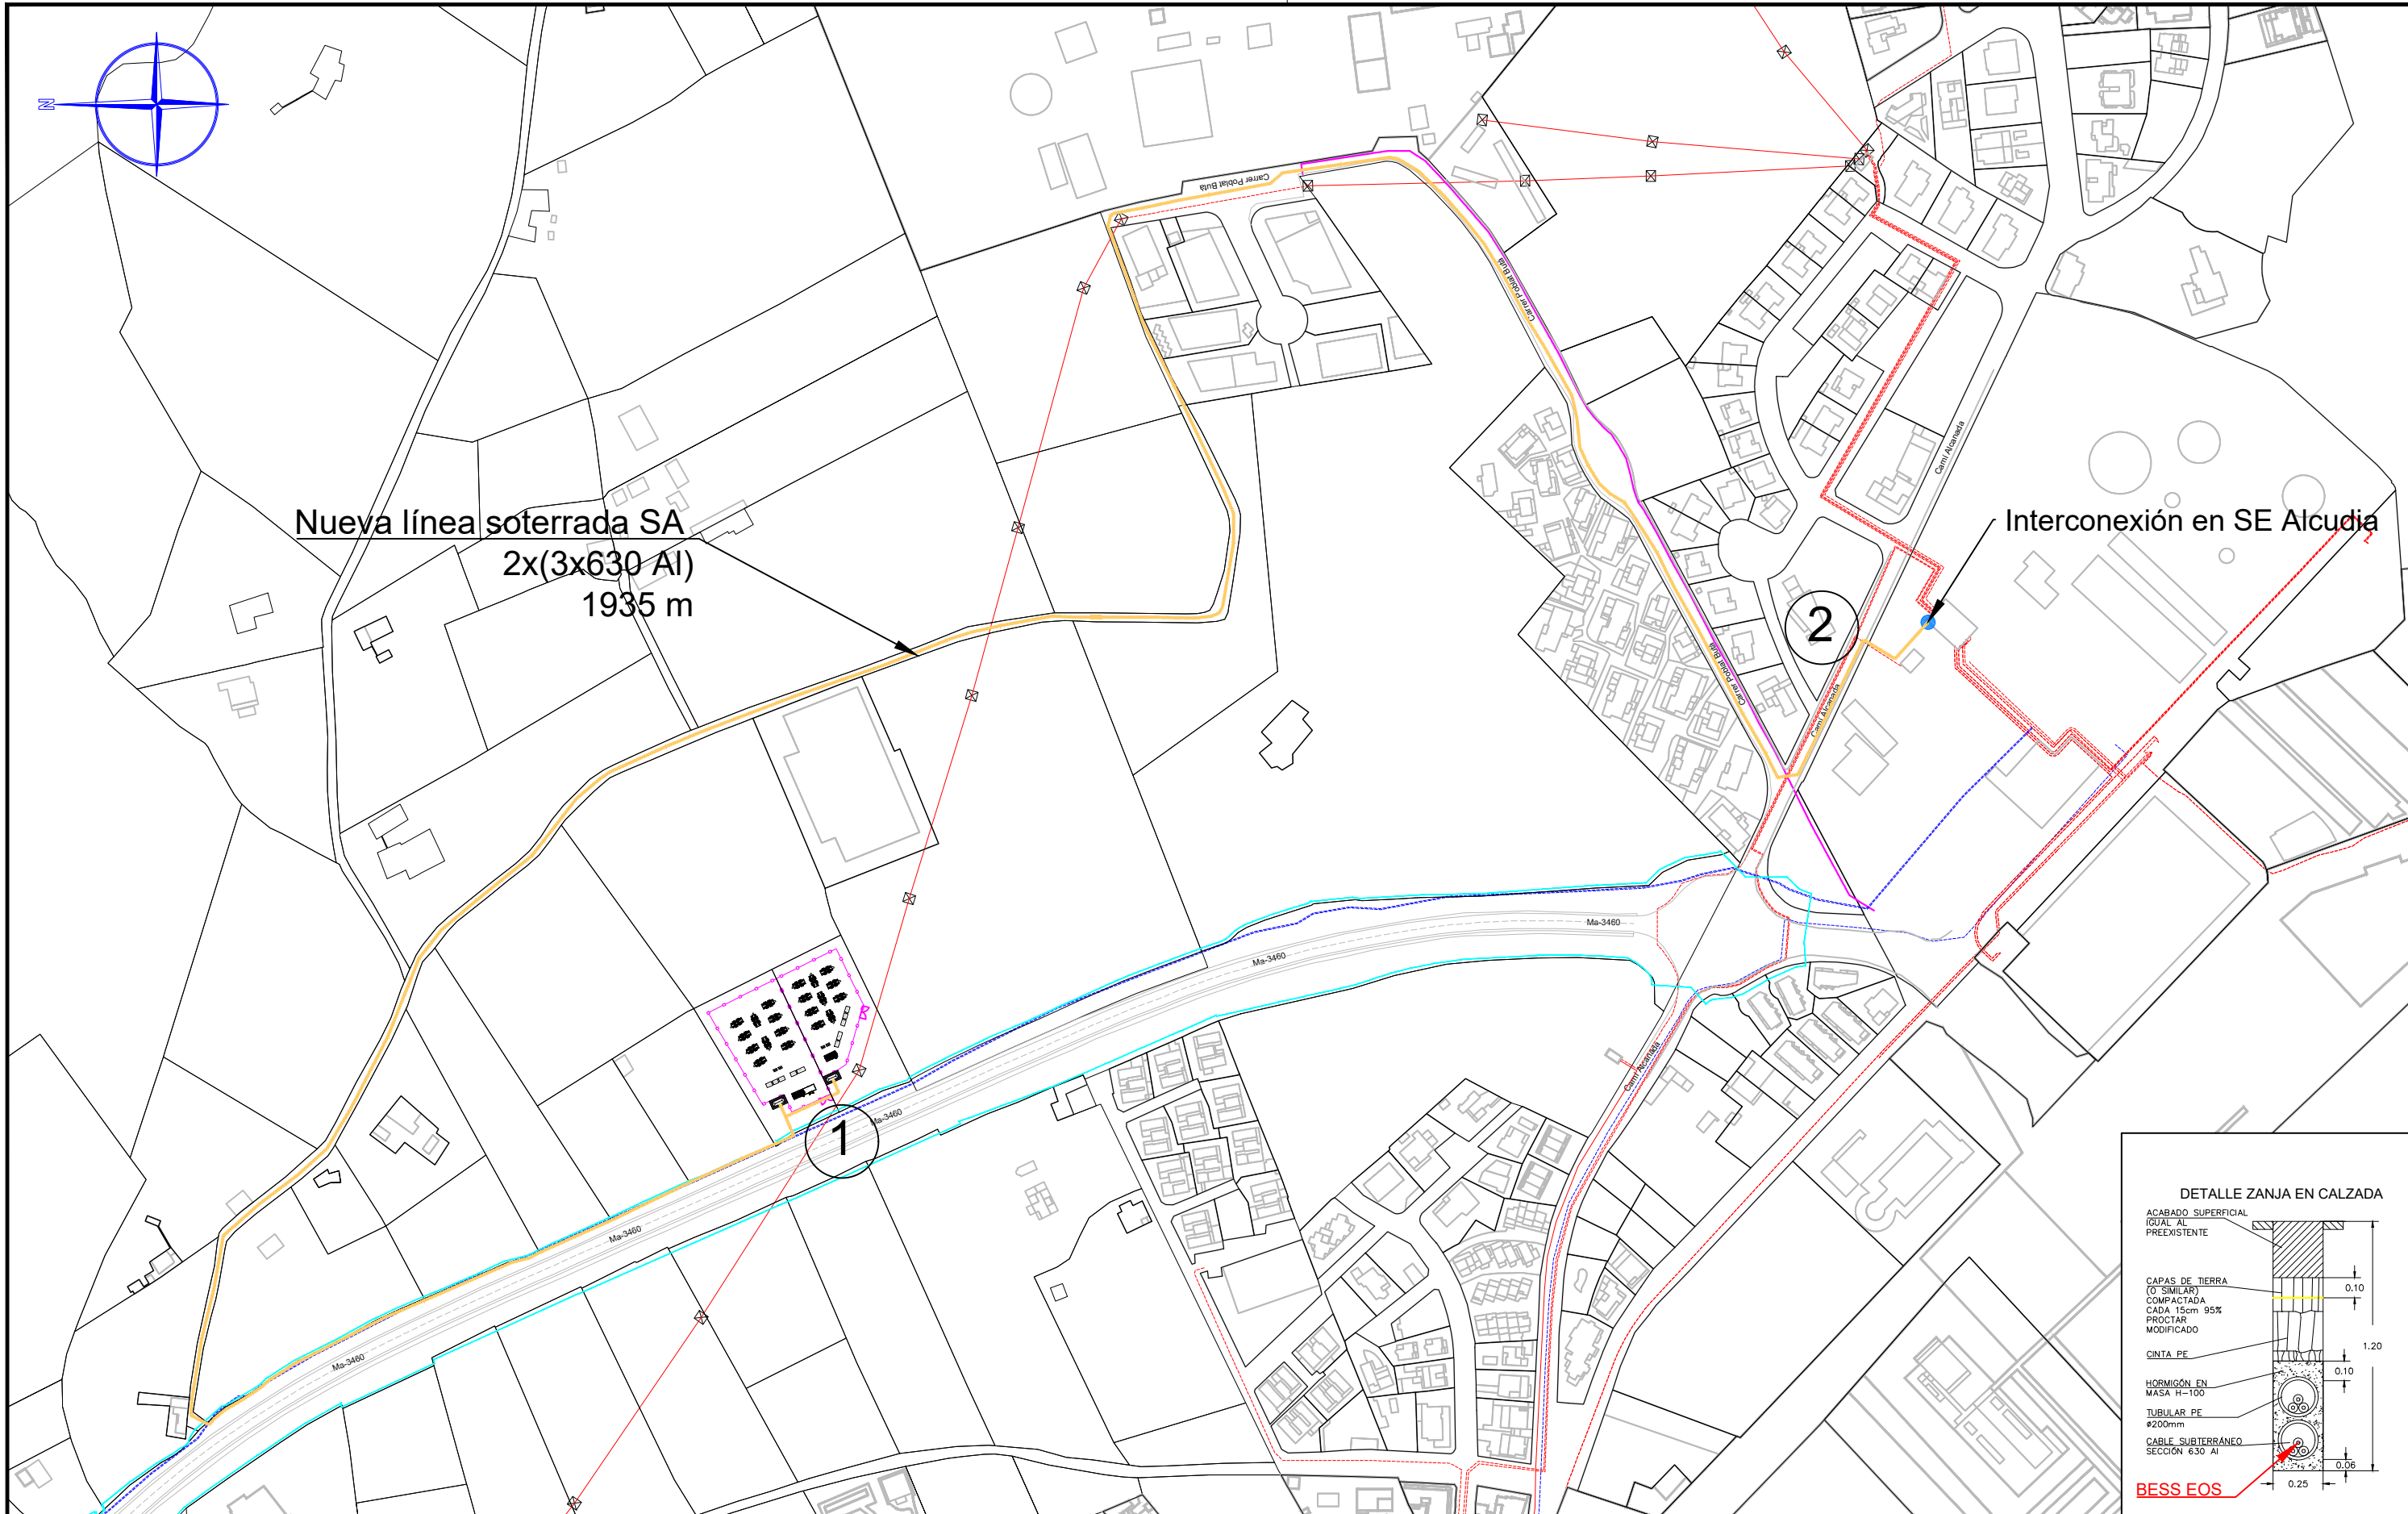 N
Carrer Poblat Buta
Carrer Poblat Buta
Camí Alcanada
Nueva línea soterrada SA
2x(3x630 Al)
1935 m
Interconexión en SE Alcudia
2
Carrer Poblat Buta
Camí Alcanada
Ma-3460
Ma-3460
Camí Alcanada
Ma-3460
1
Ma-3460
Ma-3460
DETALLE ZANJA EN CALZADA
ACABADO SUPERFICIAL
IGUAL AL
PREEXISTENTE
CAPAS DE TIERRA
(O SIMILAR)
COMPACTADA
CADA 15cm 95%
PROCTAR
MODIFICADO
0.10
1.20
CINTA PE
0.10
HORMIGÓN EN
MASA H-100
TUBULAR PE
ø200mm
CABLE SUBTERRÁNEO
SECCIÓN 630 Al
0.06
0.25
BESS EOS